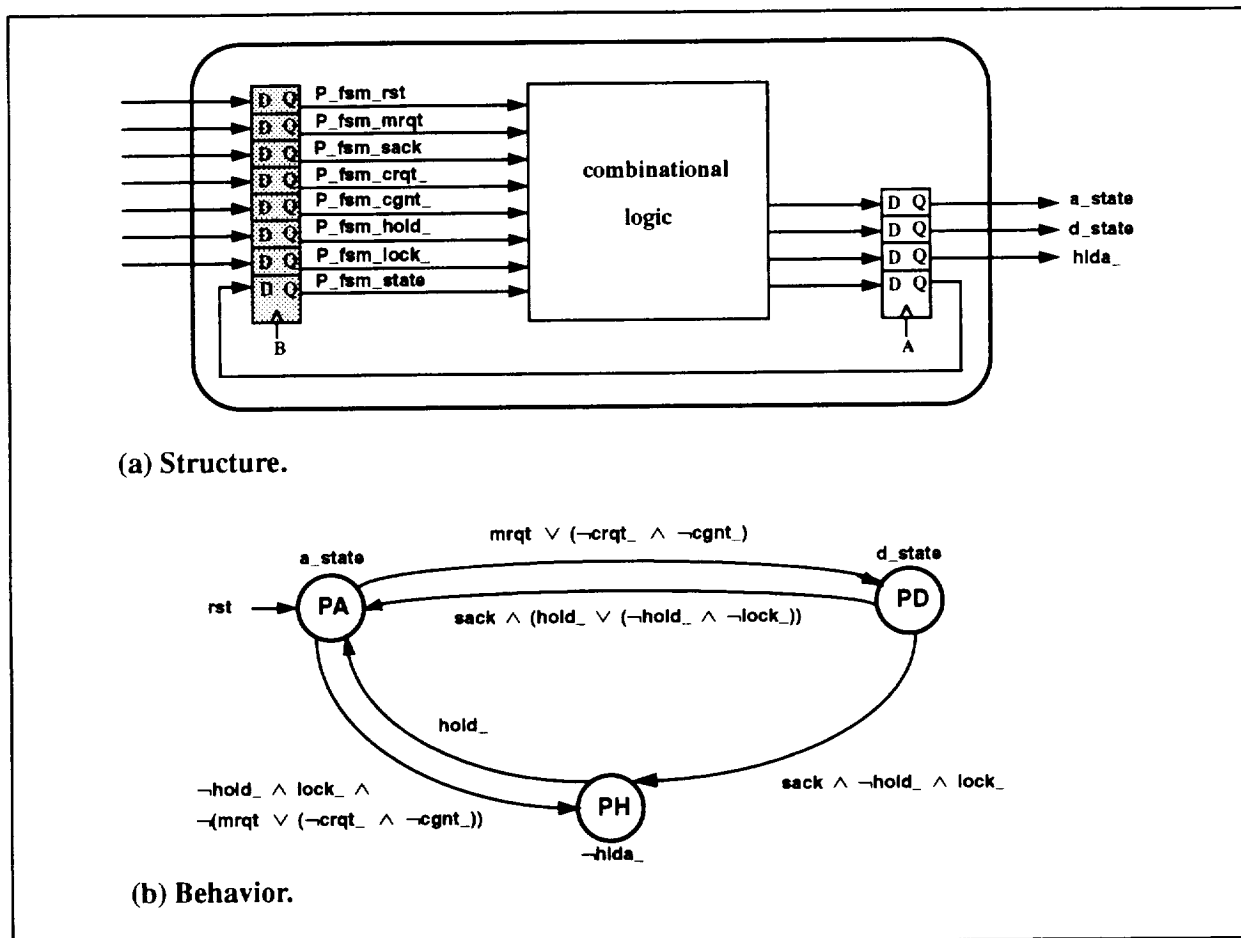 D Q P_fsm_rst
D Q P_fsm_mrqt
D Q P_fsm_sack
D Q P_fsm_crqt_
D Q P_fsm_cgnt_
D Q P_fsm_hold_
D Q P_fsm_lock_
D Q P_fsm_state
B
combinational
logic
D Q a_state
D Q d_state
D Q hlda_
D Q
A
(a) Structure.
mrqt ∨ (¬crqt_ ∧ ¬cgnt_)
a_state
d_state
rst
PA
PD
sack ∧ (hold_ ∨ (¬hold_ ∧ ¬lock_))
hold_
¬hold_ ∧ lock_ ∧
¬(mrqt ∨ (¬crqt_ ∧ ¬cgnt_))
PH
sack ∧ ¬hold_ ∧ lock_
¬hlda_
(b) Behavior.